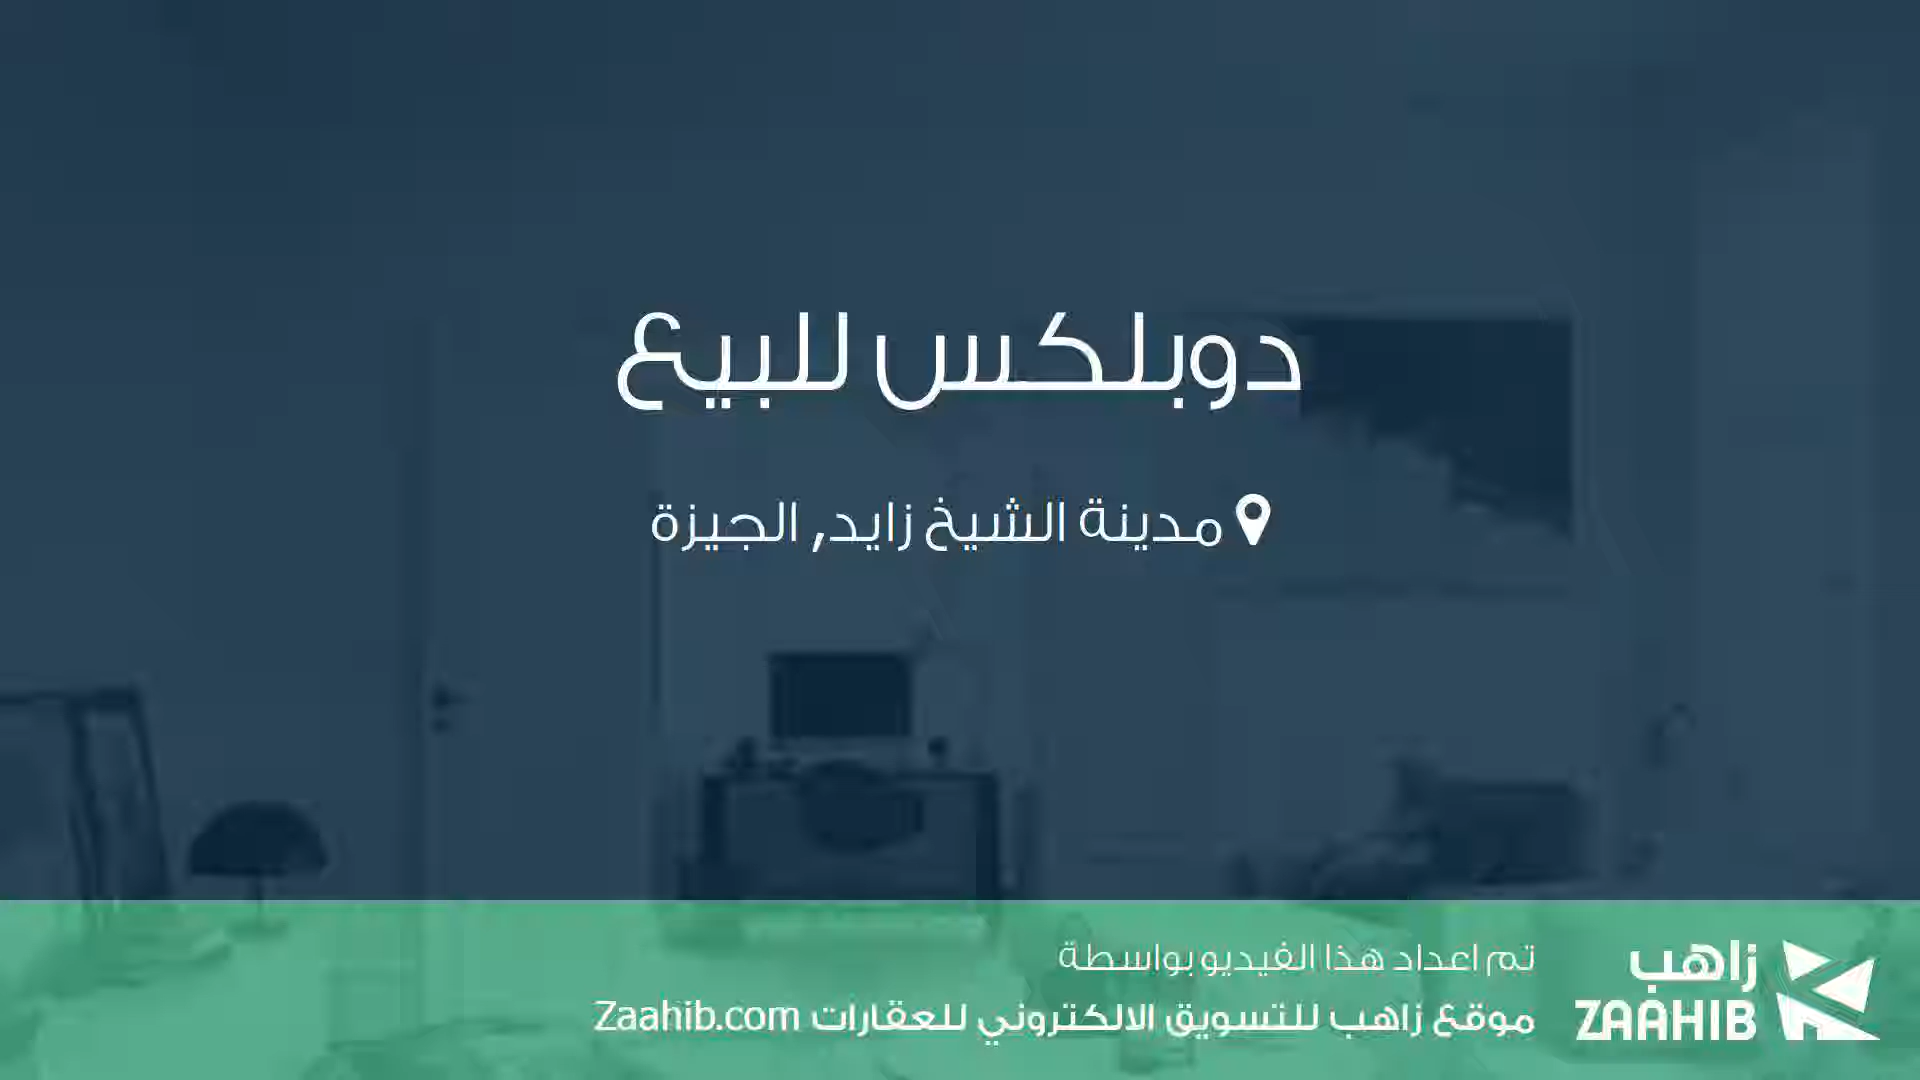 دوبلكس للبيع
مدينة الشيخ زايد, الجيزة
تم اعداد هذا الفيديو بواسطة
موقع زاهب للتسويق الالكتروني للعقارات Zaahib.com
زاهب
ZAAHIB